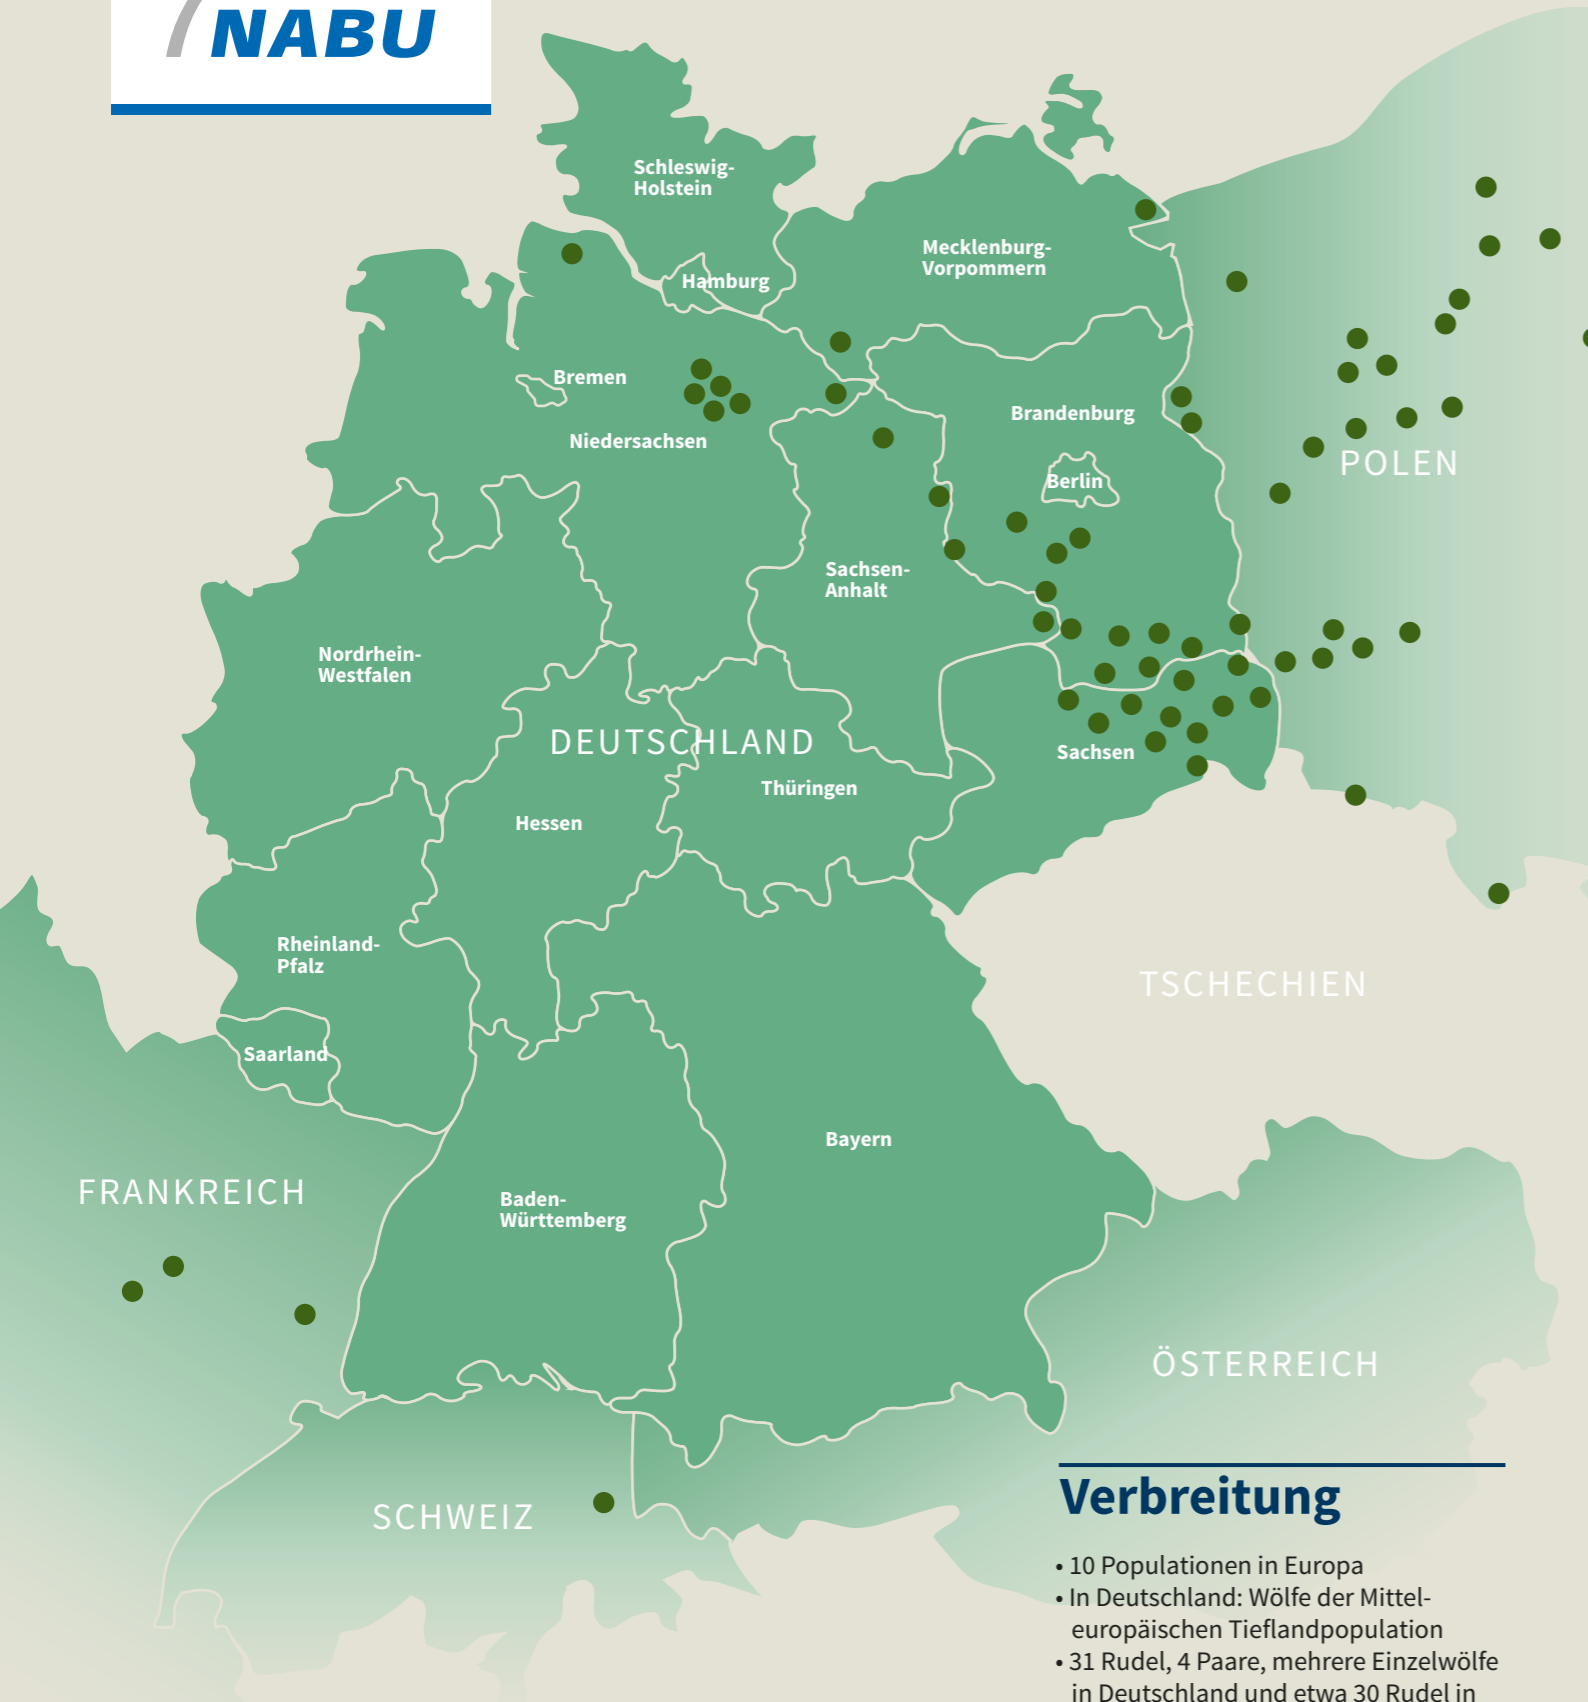 NABU
Schleswig-
Holstein
Mecklenburg-
Vorpommern
Hamburg
Bremen
Niedersachsen
Brandenburg
Berlin
POLEN
Sachsen-
Anhalt
Nordrhein-
Westfalen
DEUTSCHLAND
Sachsen
Thüringen
Hessen
Rheinland-
Pfalz
TSCHECHIEN
Saarland
Bayern
FRANKREICH
Baden-
Württemberg
ÖSTERREICH
SCHWEIZ
Verbreitung
• 10 Populationen in Europa
• In Deutschland: Wölfe der Mittel-
europäischen Tieflandpopulation
• 31 Rudel, 4 Paare, mehrere Einzelwölfe
in Deutschland und etwa 30 Rudel in